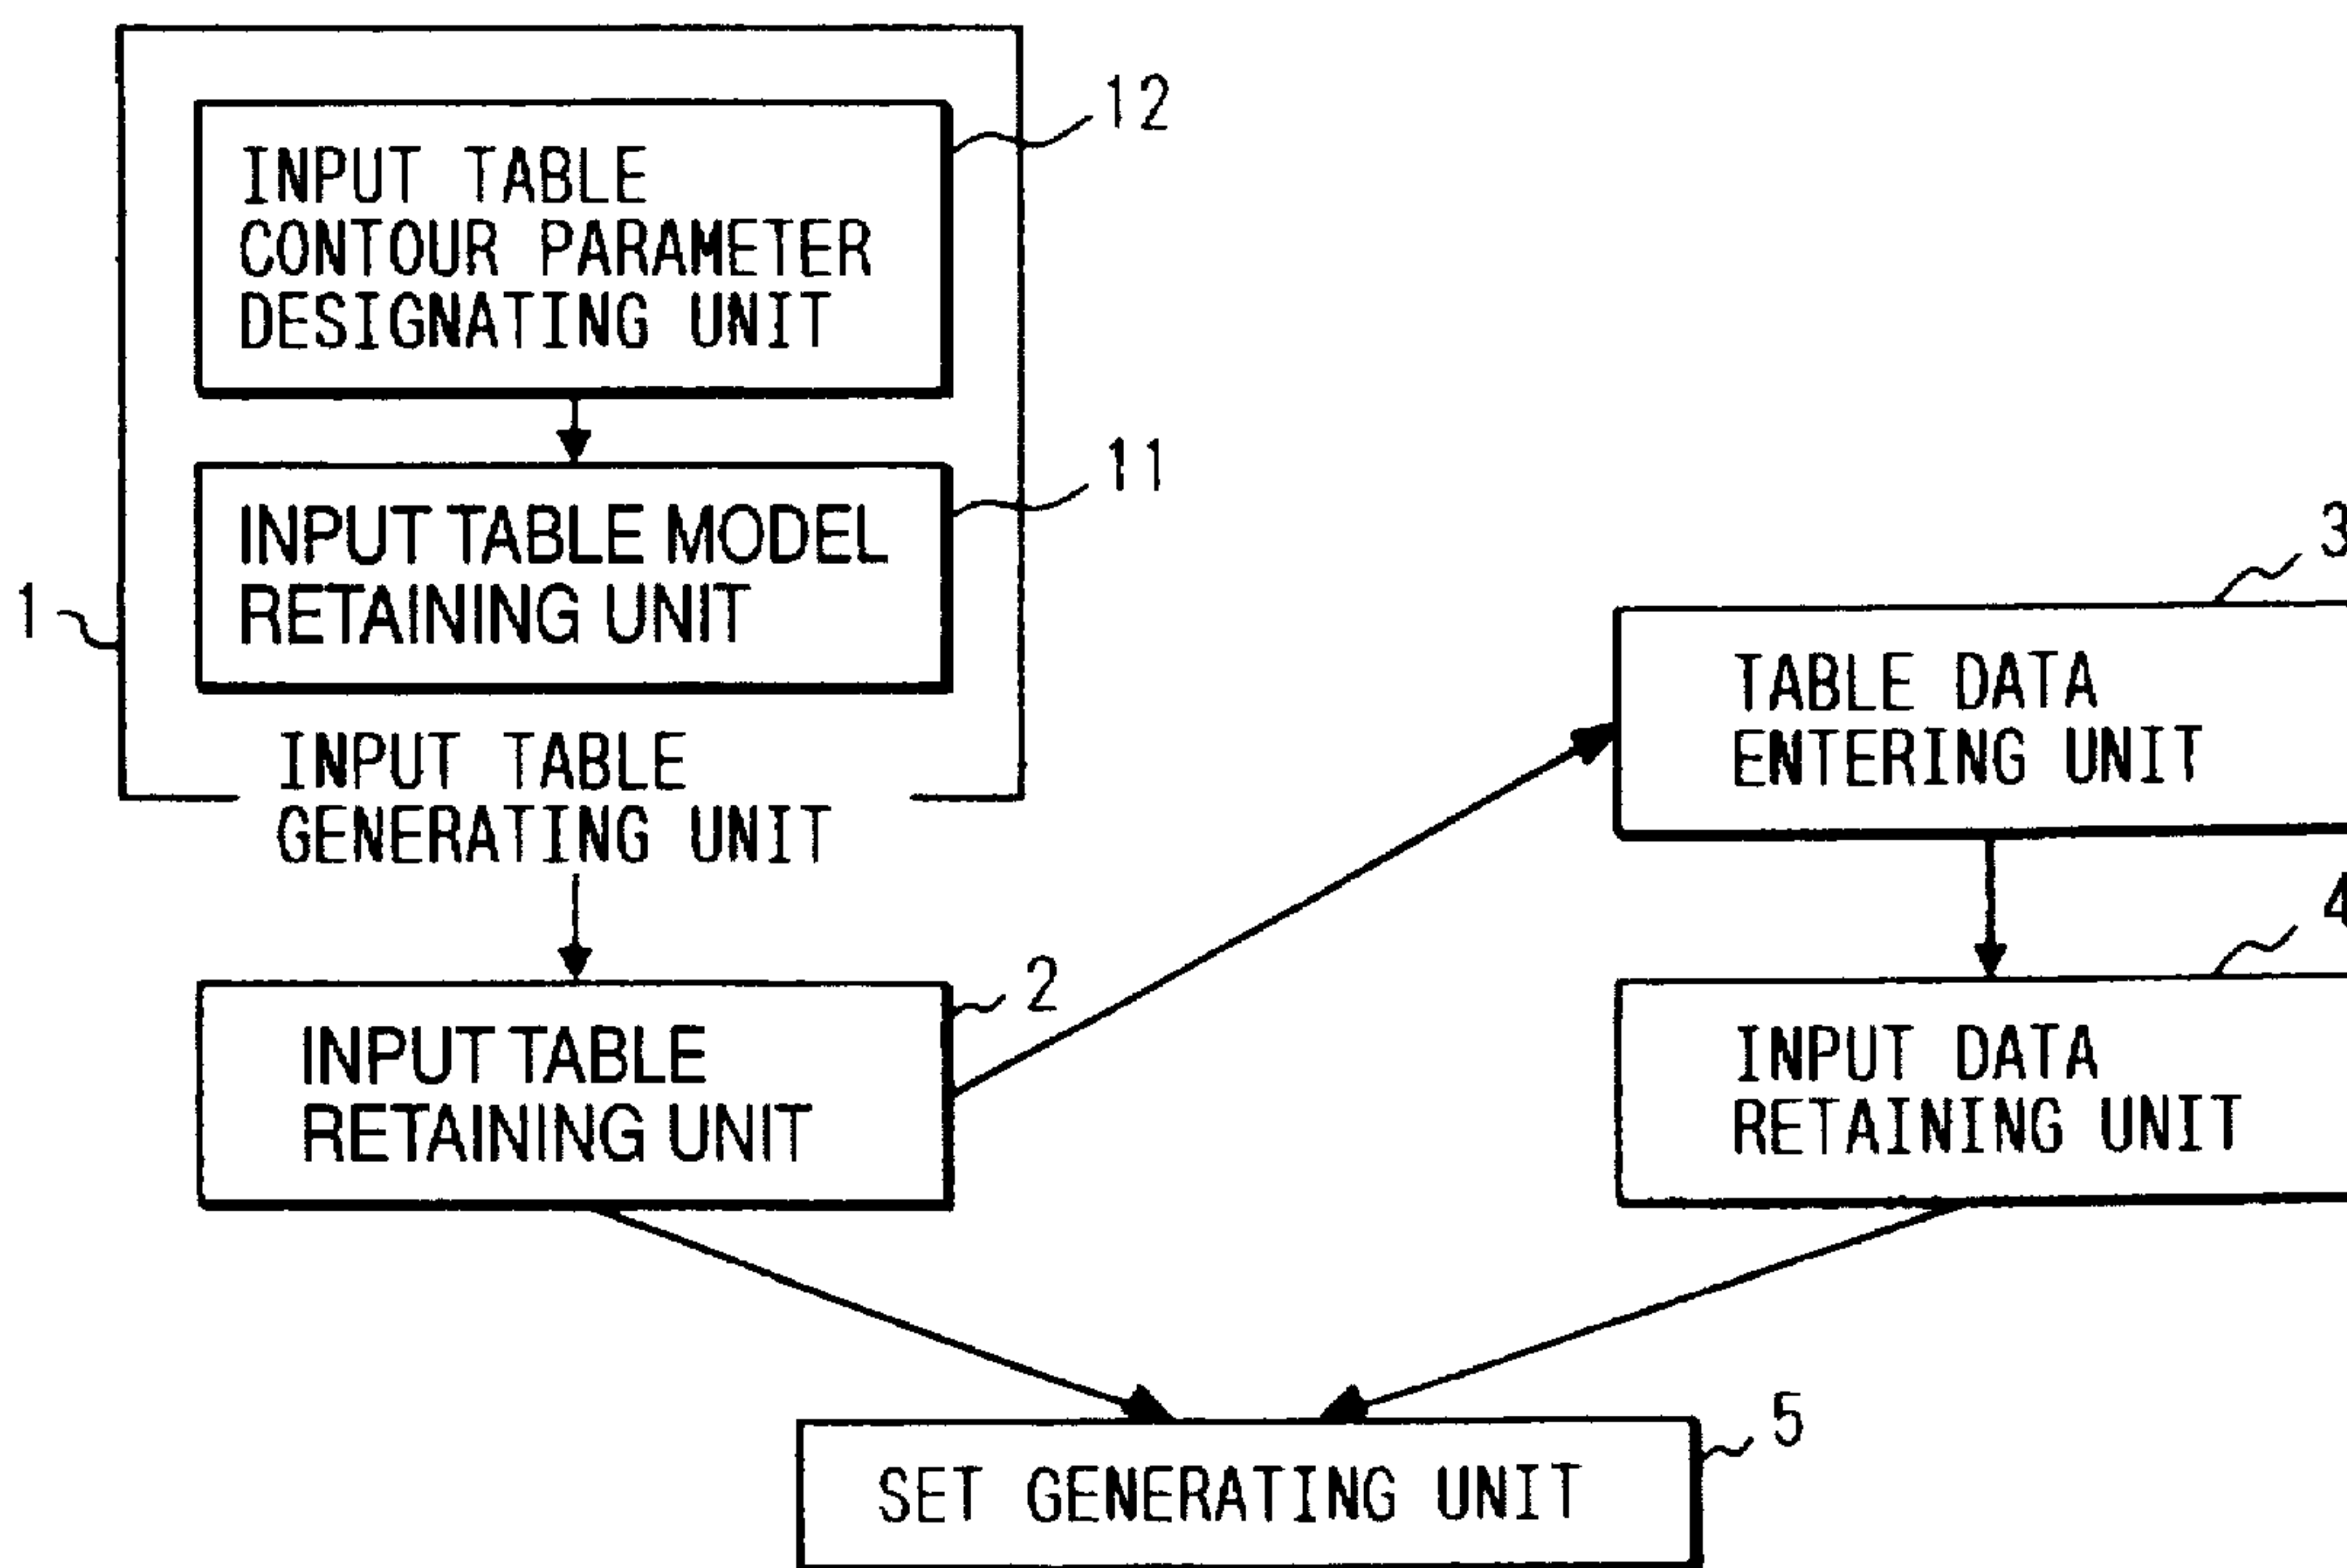 12
INPUT TABLE
CONTOUR PARAMETER
DESIGNATING UNIT
11
INPUT TABLE MODEL
RETAINING UNIT
1
INPUT TABLE
GENERATING UNIT
2
INPUT TABLE
RETAINING UNIT
3
TABLE DATA
ENTERING UNIT
4
INPUT DATA
RETAINING UNIT
5
SET GENERATING UNIT